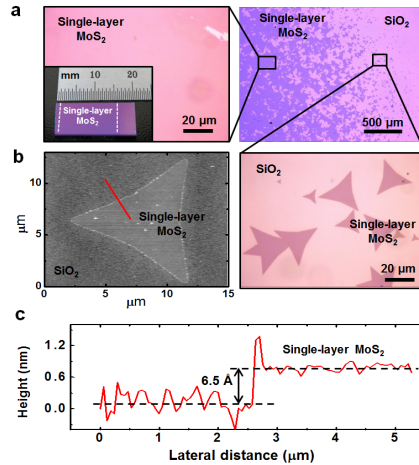 a
Single-layer
MoS₂
mm 10 20
Single-layer
MoS₂
20 μm
Single-layer
MoS₂
SiO₂
500 μm
b
10
5
0
μm
Single-layer
MoS₂
SiO₂
0 5 10 15
μm
SiO₂
Single-layer
MoS₂
20 μm
c
Height (nm)
1.2
0.6
0.0
6.5 Å
Single-layer MoS₂
0 1 2 3 4 5
Lateral distance (μm)